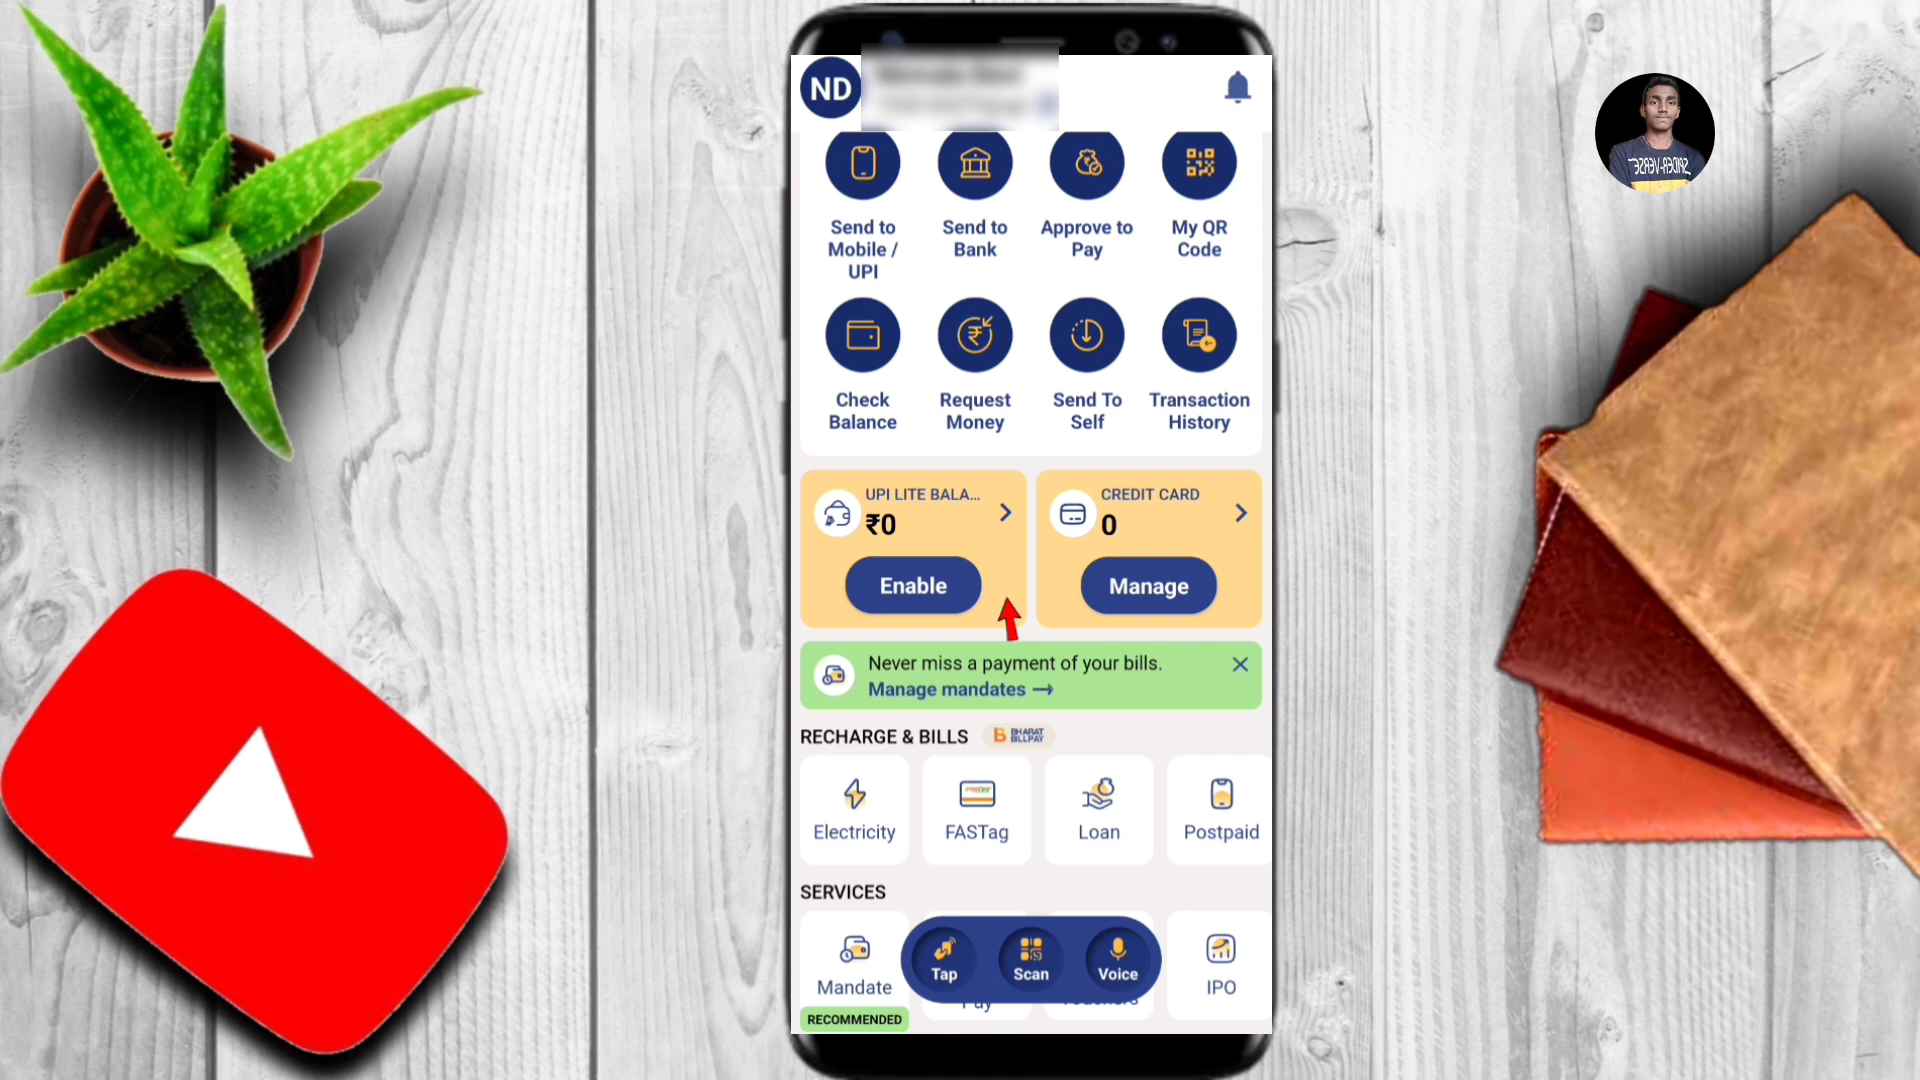 ND
Send to
Mobile /
UPI
Send to
Bank
Approve to
Pay
My QR
Code
Check
Balance
Request
Money
Send To
Self
Transaction
History
UPI LITE BALA...
₹0
Enable
CREDIT CARD
0
Manage
Never miss a payment of your bills.
Manage mandates →
RECHARGE & BILLS
BHARAT
BILLPAY
Electricity
FASTag
Loan
Postpaid
SERVICES
Mandate
Pay
Vouchers
IPO
Tap
Scan
Voice
RECOMMENDED